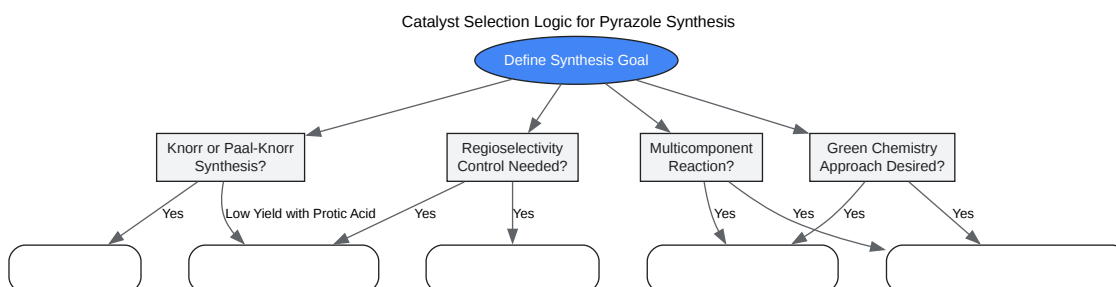 Catalyst Selection Logic for Pyrazole Synthesis
Define Synthesis Goal
Knorr or Paal-Knorr
Synthesis?
Regioselectivity
Control Needed?
Multicomponent
Reaction?
Green Chemistry
Approach Desired?
Yes
Low Yield with Protic Acid
Yes
Yes
Yes
Yes
Yes
Yes